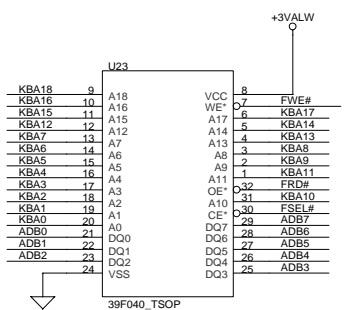 +3VALW
U23
KBA18 9 A18 VCC 8
KBA16 10 A16 WE* 7 FWE#
KBA15 11 A15 A17 6 KBA17
KBA12 12 A12 A14 5 KBA14
KBA7 13 A7 A13 4 KBA13
KBA6 14 A6 A8 3 KBA8
KBA5 15 A5 A9 2 KBA9
KBA4 16 A4 A11 1 KBA11
KBA3 17 A3 OE* 32 FRD#
KBA2 18 A2 A10 31 KBA10
KBA1 19 A1 CE* 30 FSEL#
KBA0 20 A0 DQ7 29 ADB7
ADB0 21 DQ0 DQ6 28 ADB6
ADB1 22 DQ1 DQ5 27 ADB5
ADB2 23 DQ2 DQ4 26 ADB4
24 VSS DQ3 25 ADB3
39F040_TSOP